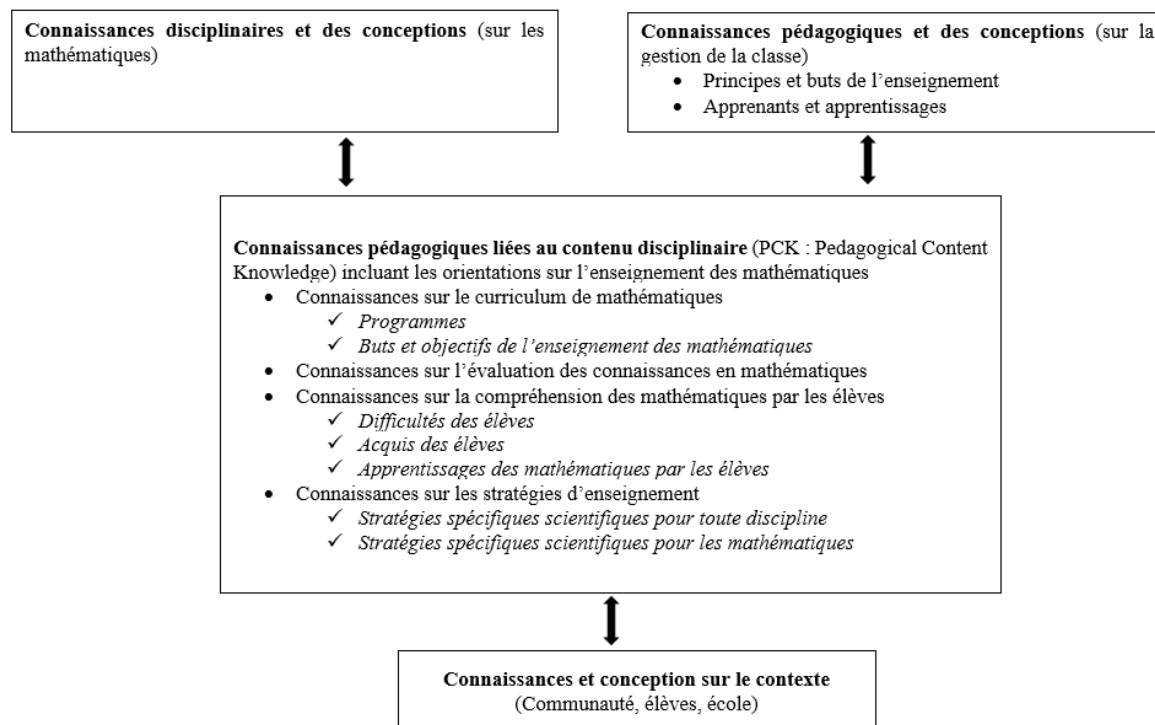 Connaissances disciplinaires et des conceptions (sur les
mathématiques)
Connaissances pédagogiques et des conceptions (sur la
gestion de la classe)
• Principes et buts de l’enseignement
• Apprenants et apprentissages
Connaissances pédagogiques liées au contenu disciplinaire (PCK : Pedagogical Content
Knowledge) incluant les orientations sur l’enseignement des mathématiques
• Connaissances sur le curriculum de mathématiques
✓ Programmes
✓ Buts et objectifs de l’enseignement des mathématiques
• Connaissances sur l’évaluation des connaissances en mathématiques
• Connaissances sur la compréhension des mathématiques par les élèves
✓ Difficultés des élèves
✓ Acquis des élèves
✓ Apprentissages des mathématiques par les élèves
• Connaissances sur les stratégies d’enseignement
✓ Stratégies spécifiques scientifiques pour toute discipline
✓ Stratégies spécifiques scientifiques pour les mathématiques
Connaissances et conception sur le contexte
(Communauté, élèves, école)